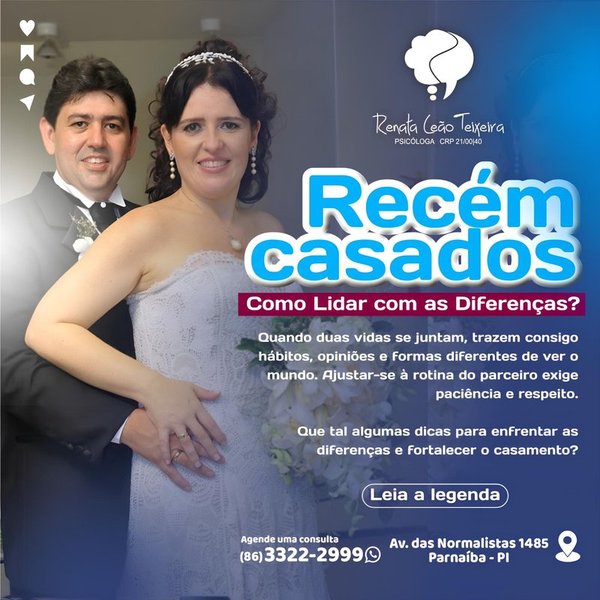 Renata Leão Teixeira
PSICÓLOGA CRP 21/00|40
Recém
casados
Como Lidar com as Diferenças?
Quando duas vidas se juntam, trazem consigo
hábitos, opiniões e formas diferentes de ver o
mundo. Ajustar-se à rotina do parceiro exige
paciência e respeito.
Que tal algumas dicas para enfrentar as
diferenças e fortalecer o casamento?
Leia a legenda
Agende uma consulta
(86) 3322-2999
Av. das Normalistas 1485
Parnaíba - PI